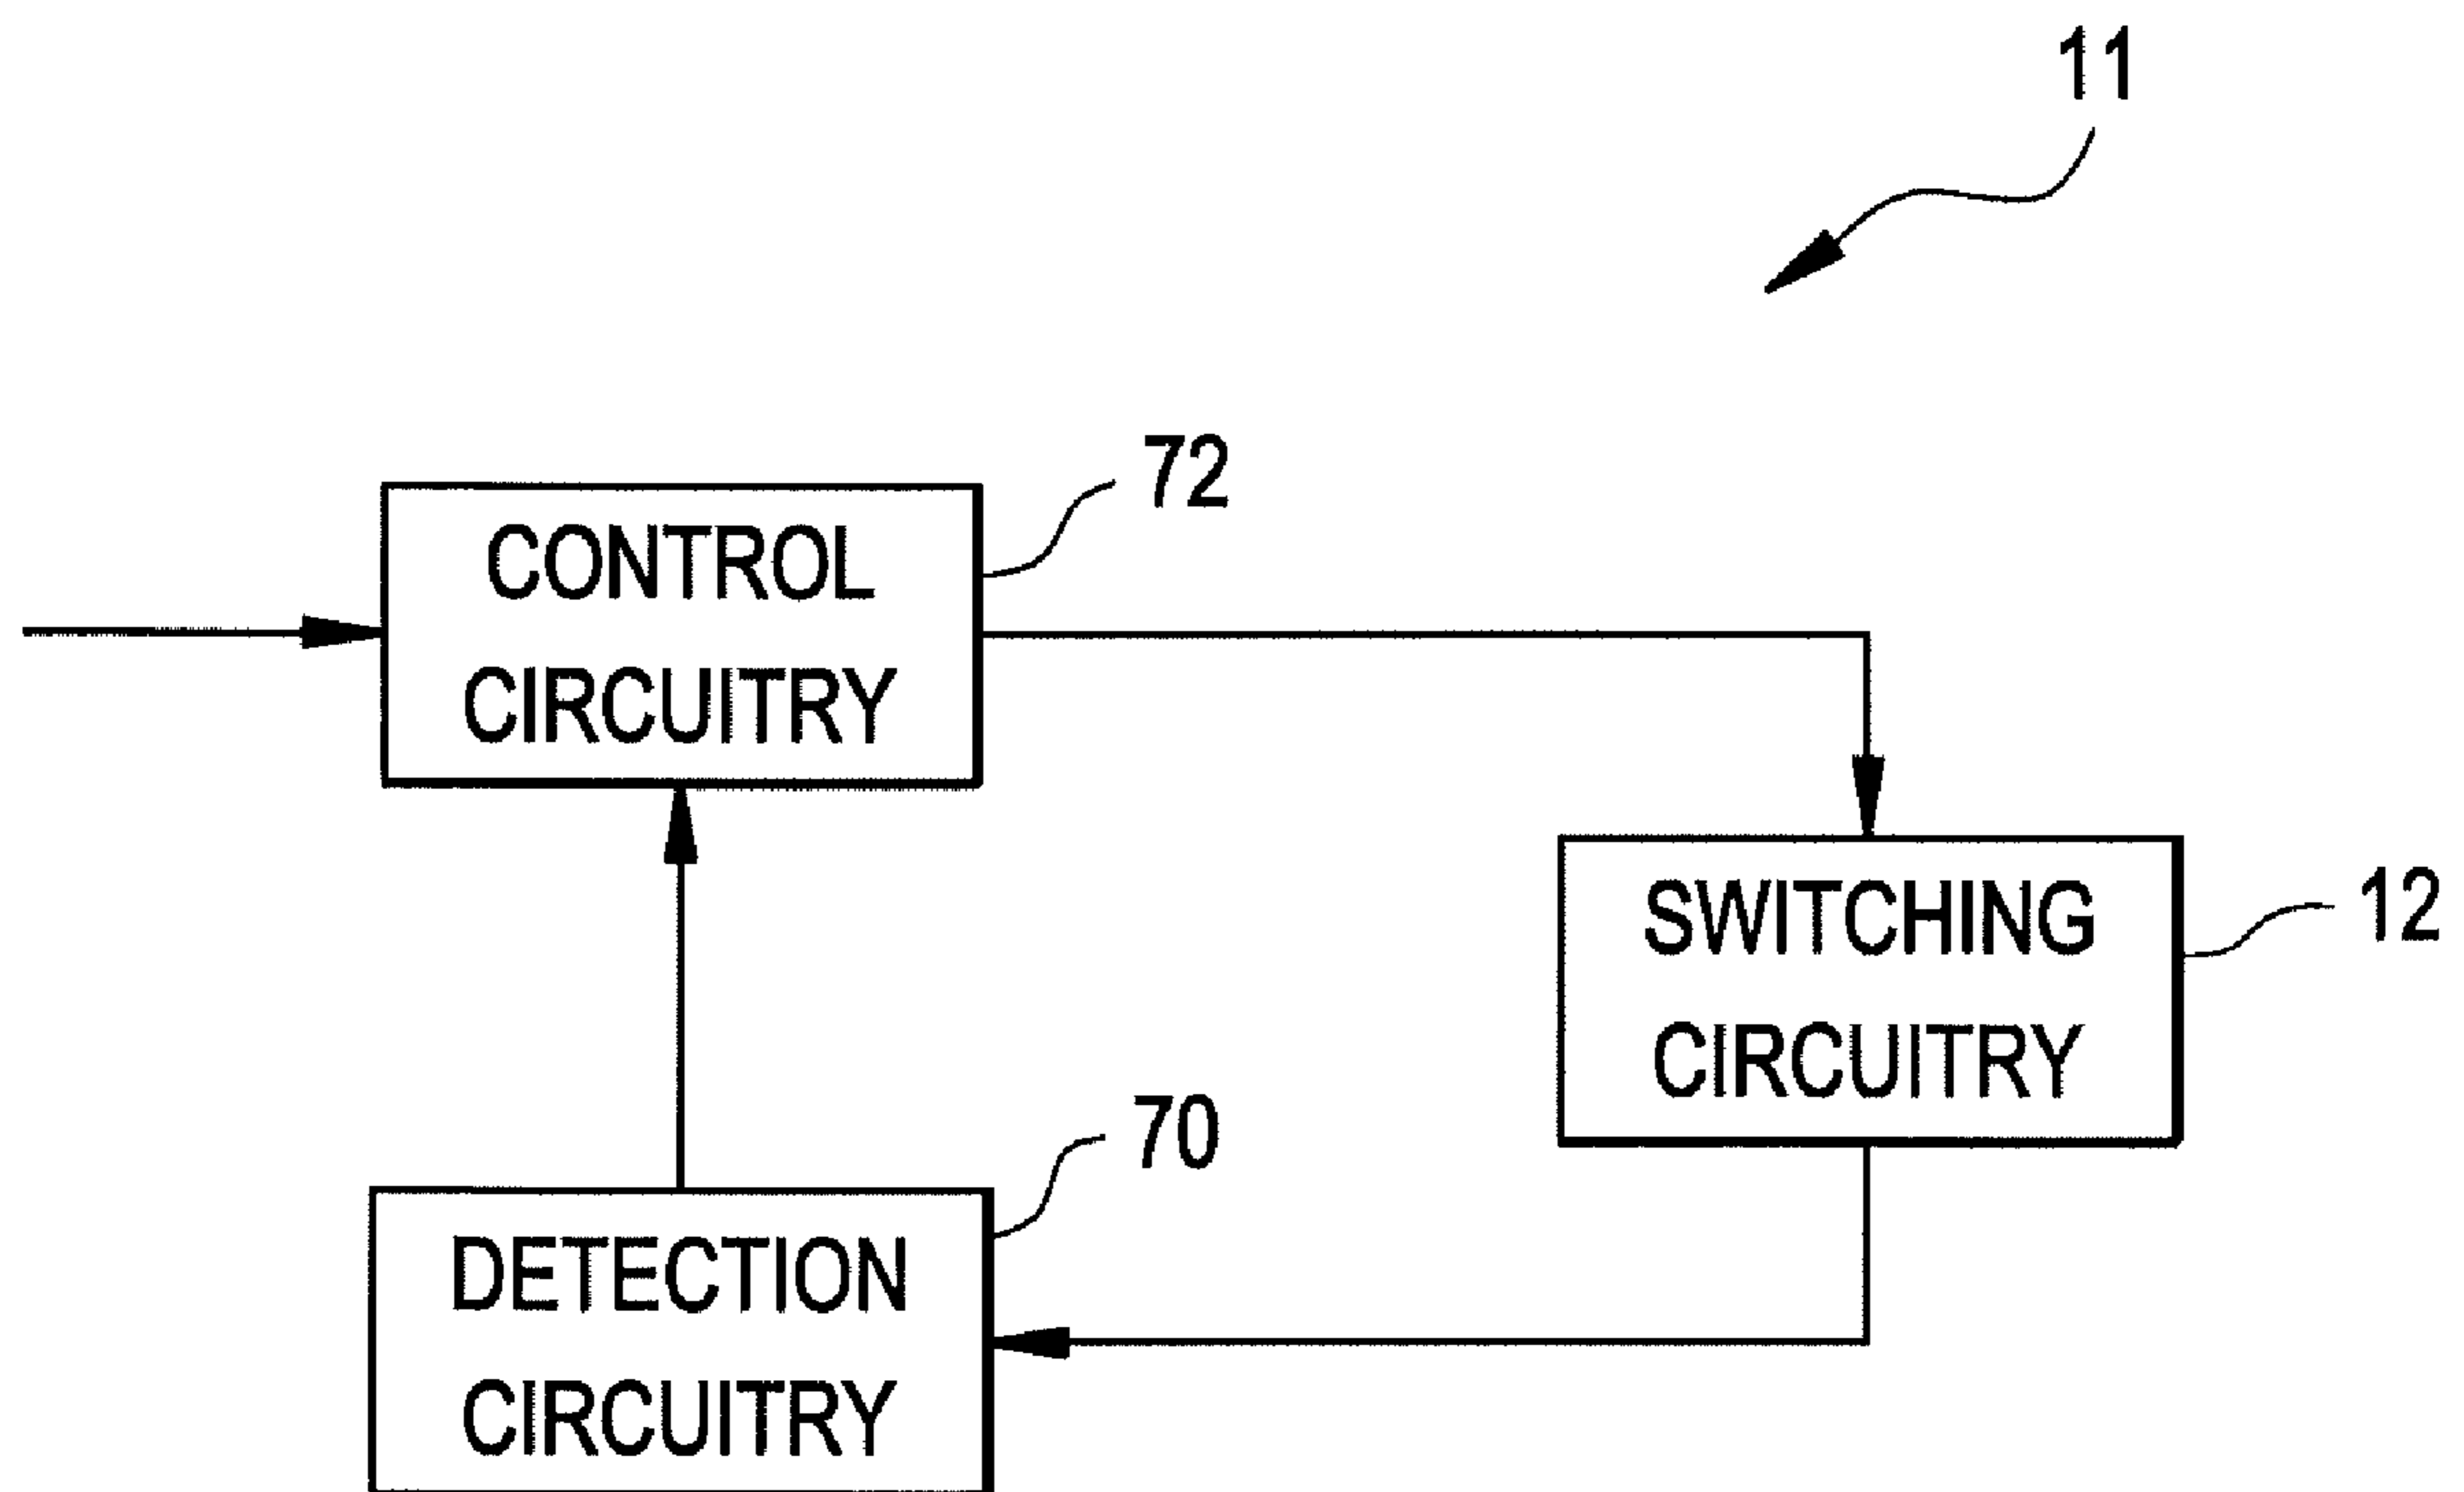 11
72
CONTROL
CIRCUITRY
SWITCHING
CIRCUITRY
12
70
DETECTION
CIRCUITRY